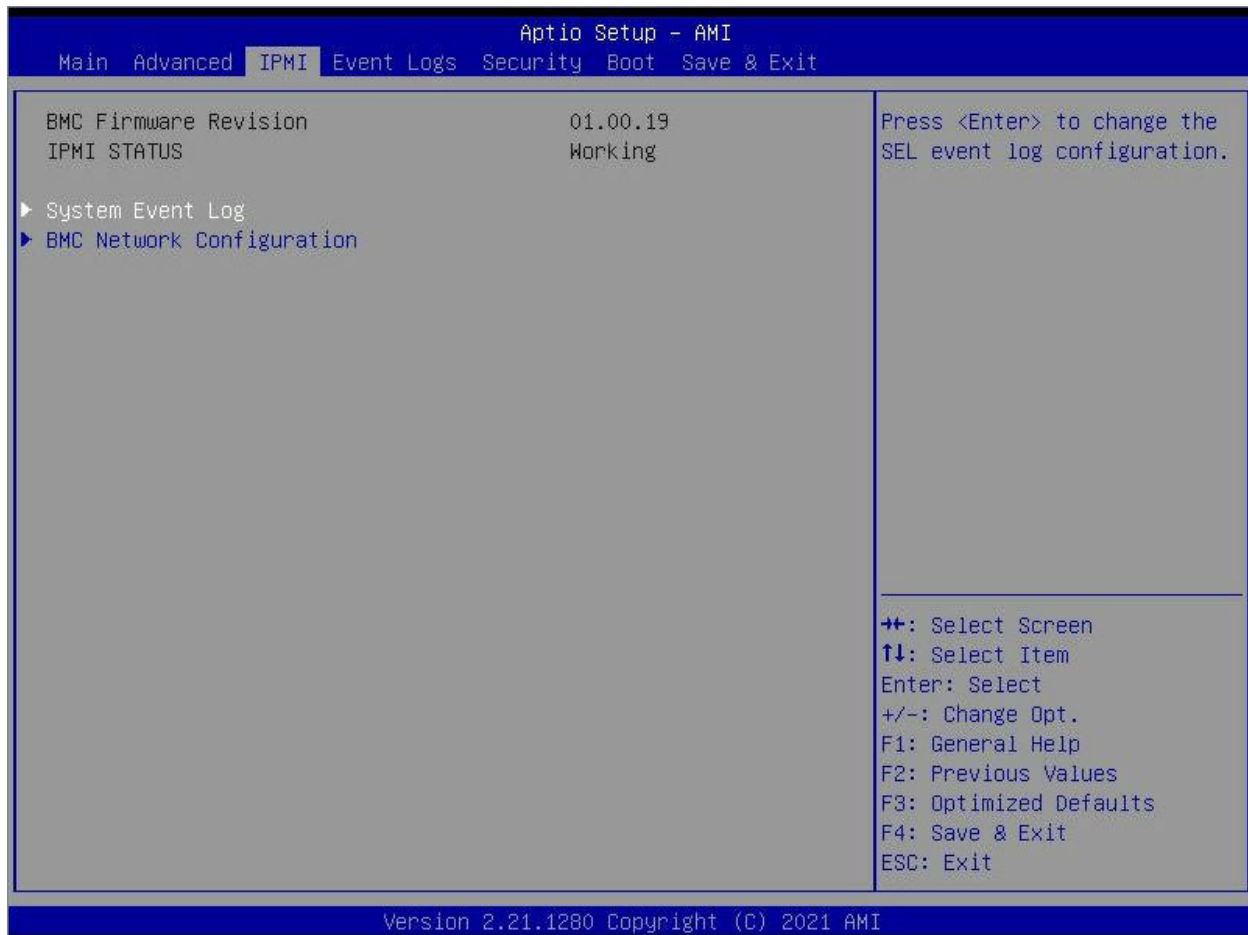 Aptio Setup – AMI
Main Advanced IPMI Event Logs Security Boot Save & Exit
BMC Firmware Revision 01.00.19
IPMI STATUS Working
System Event Log
BMC Network Configuration
Press <Enter> to change the
SEL event log configuration.
→←: Select Screen
↑↓: Select Item
Enter: Select
+/-: Change Opt.
F1: General Help
F2: Previous Values
F3: Optimized Defaults
F4: Save & Exit
ESC: Exit
Version 2.21.1280 Copyright (C) 2021 AMI